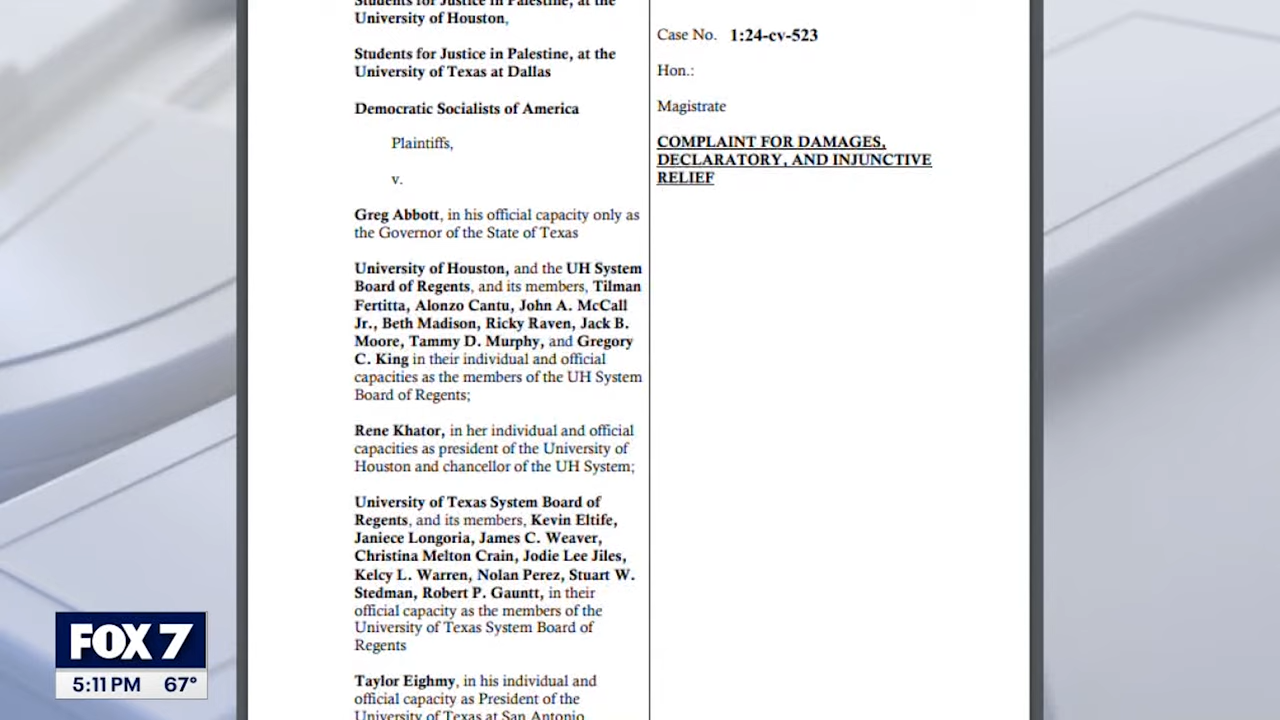 Students for Justice in Palestine, at the
University of Houston,
Students for Justice in Palestine, at the
University of Texas at Dallas
Democratic Socialists of America
Plaintiffs,
v.
Greg Abbott, in his official capacity only as
the Governor of the State of Texas
University of Houston, and the UH System
Board of Regents, and its members, Tilman
Fertitta, Alonzo Cantu, John A. McCall
Jr., Beth Madison, Ricky Raven, Jack B.
Moore, Tammy D. Murphy, and Gregory
C. King in their individual and official
capacities as the members of the UH System
Board of Regents;
Rene Khator, in her individual and official
capacities as president of the University of
Houston and chancellor of the UH System;
University of Texas System Board of
Regents, and its members, Kevin Eltife,
Janiece Longoria, James C. Weaver,
Christina Melton Crain, Jodie Lee Jiles,
Kelcy L. Warren, Nolan Perez, Stuart W.
Stedman, Robert P. Gauntt, in their
official capacity as the members of the
University of Texas System Board of
Regents
Taylor Eighmy, in his individual and
official capacity as President of the
University of Texas at San Antonio
Case No. 1:24-cv-523
Hon.:
Magistrate
COMPLAINT FOR DAMAGES,
DECLARATORY, AND INJUNCTIVE
RELIEF
FOX 7
5:11 PM 67°